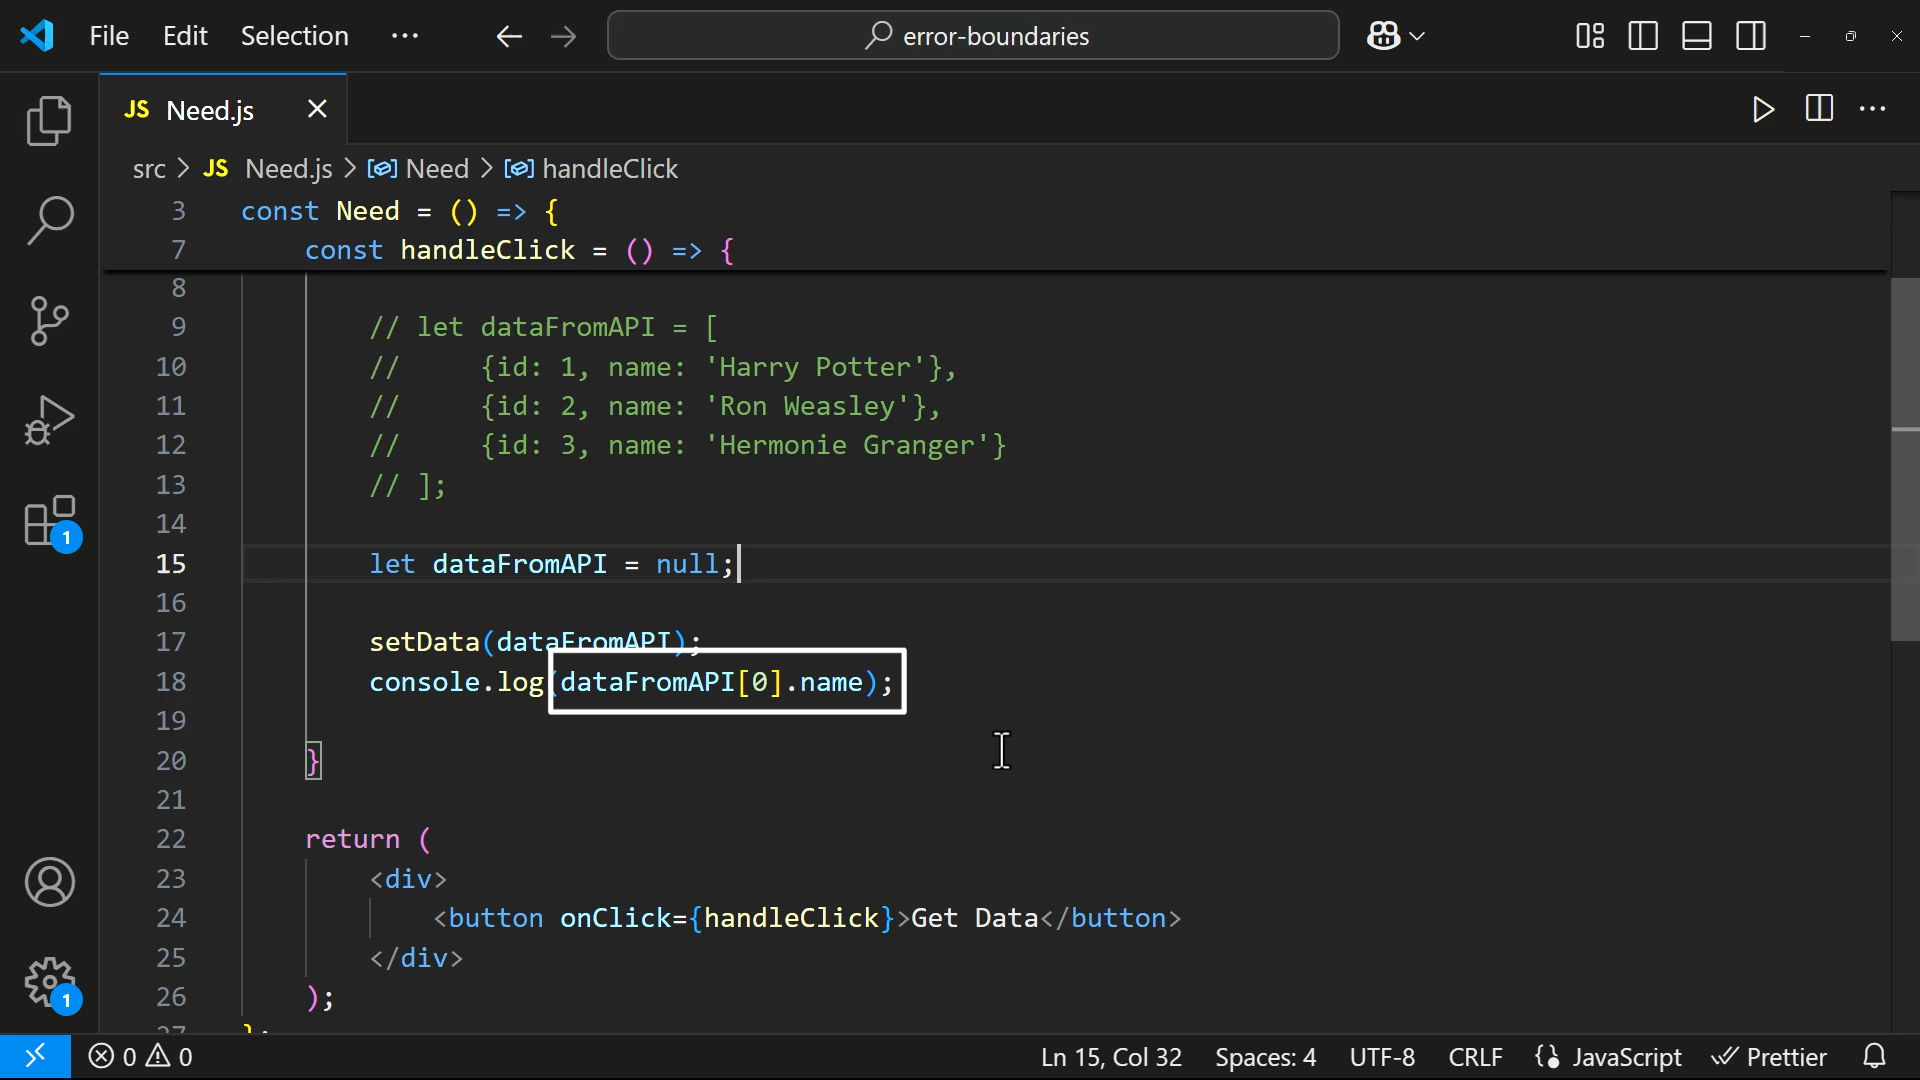 File Edit Selection ··· error-boundaries
JS Need.js
src > JS Need.js > Need > handleClick
3 const Need = () => {
7 const handleClick = () => {
8
9 // let dataFromAPI = [
10 // {id: 1, name: 'Harry Potter'},
11 // {id: 2, name: 'Ron Weasley'},
12 // {id: 3, name: 'Hermonie Granger'}
13 // ];
14
15 let dataFromAPI = null;
16
17 setData(dataFromAPI);
18 console.log(dataFromAPI[0].name);
19
20 }
21
22 return (
23 <div>
24 <button onClick={handleClick}>Get Data</button>
25 </div>
26 );
27 };
1
1
0 0 Ln 15, Col 32 Spaces: 4 UTF-8 CRLF JavaScript Prettier